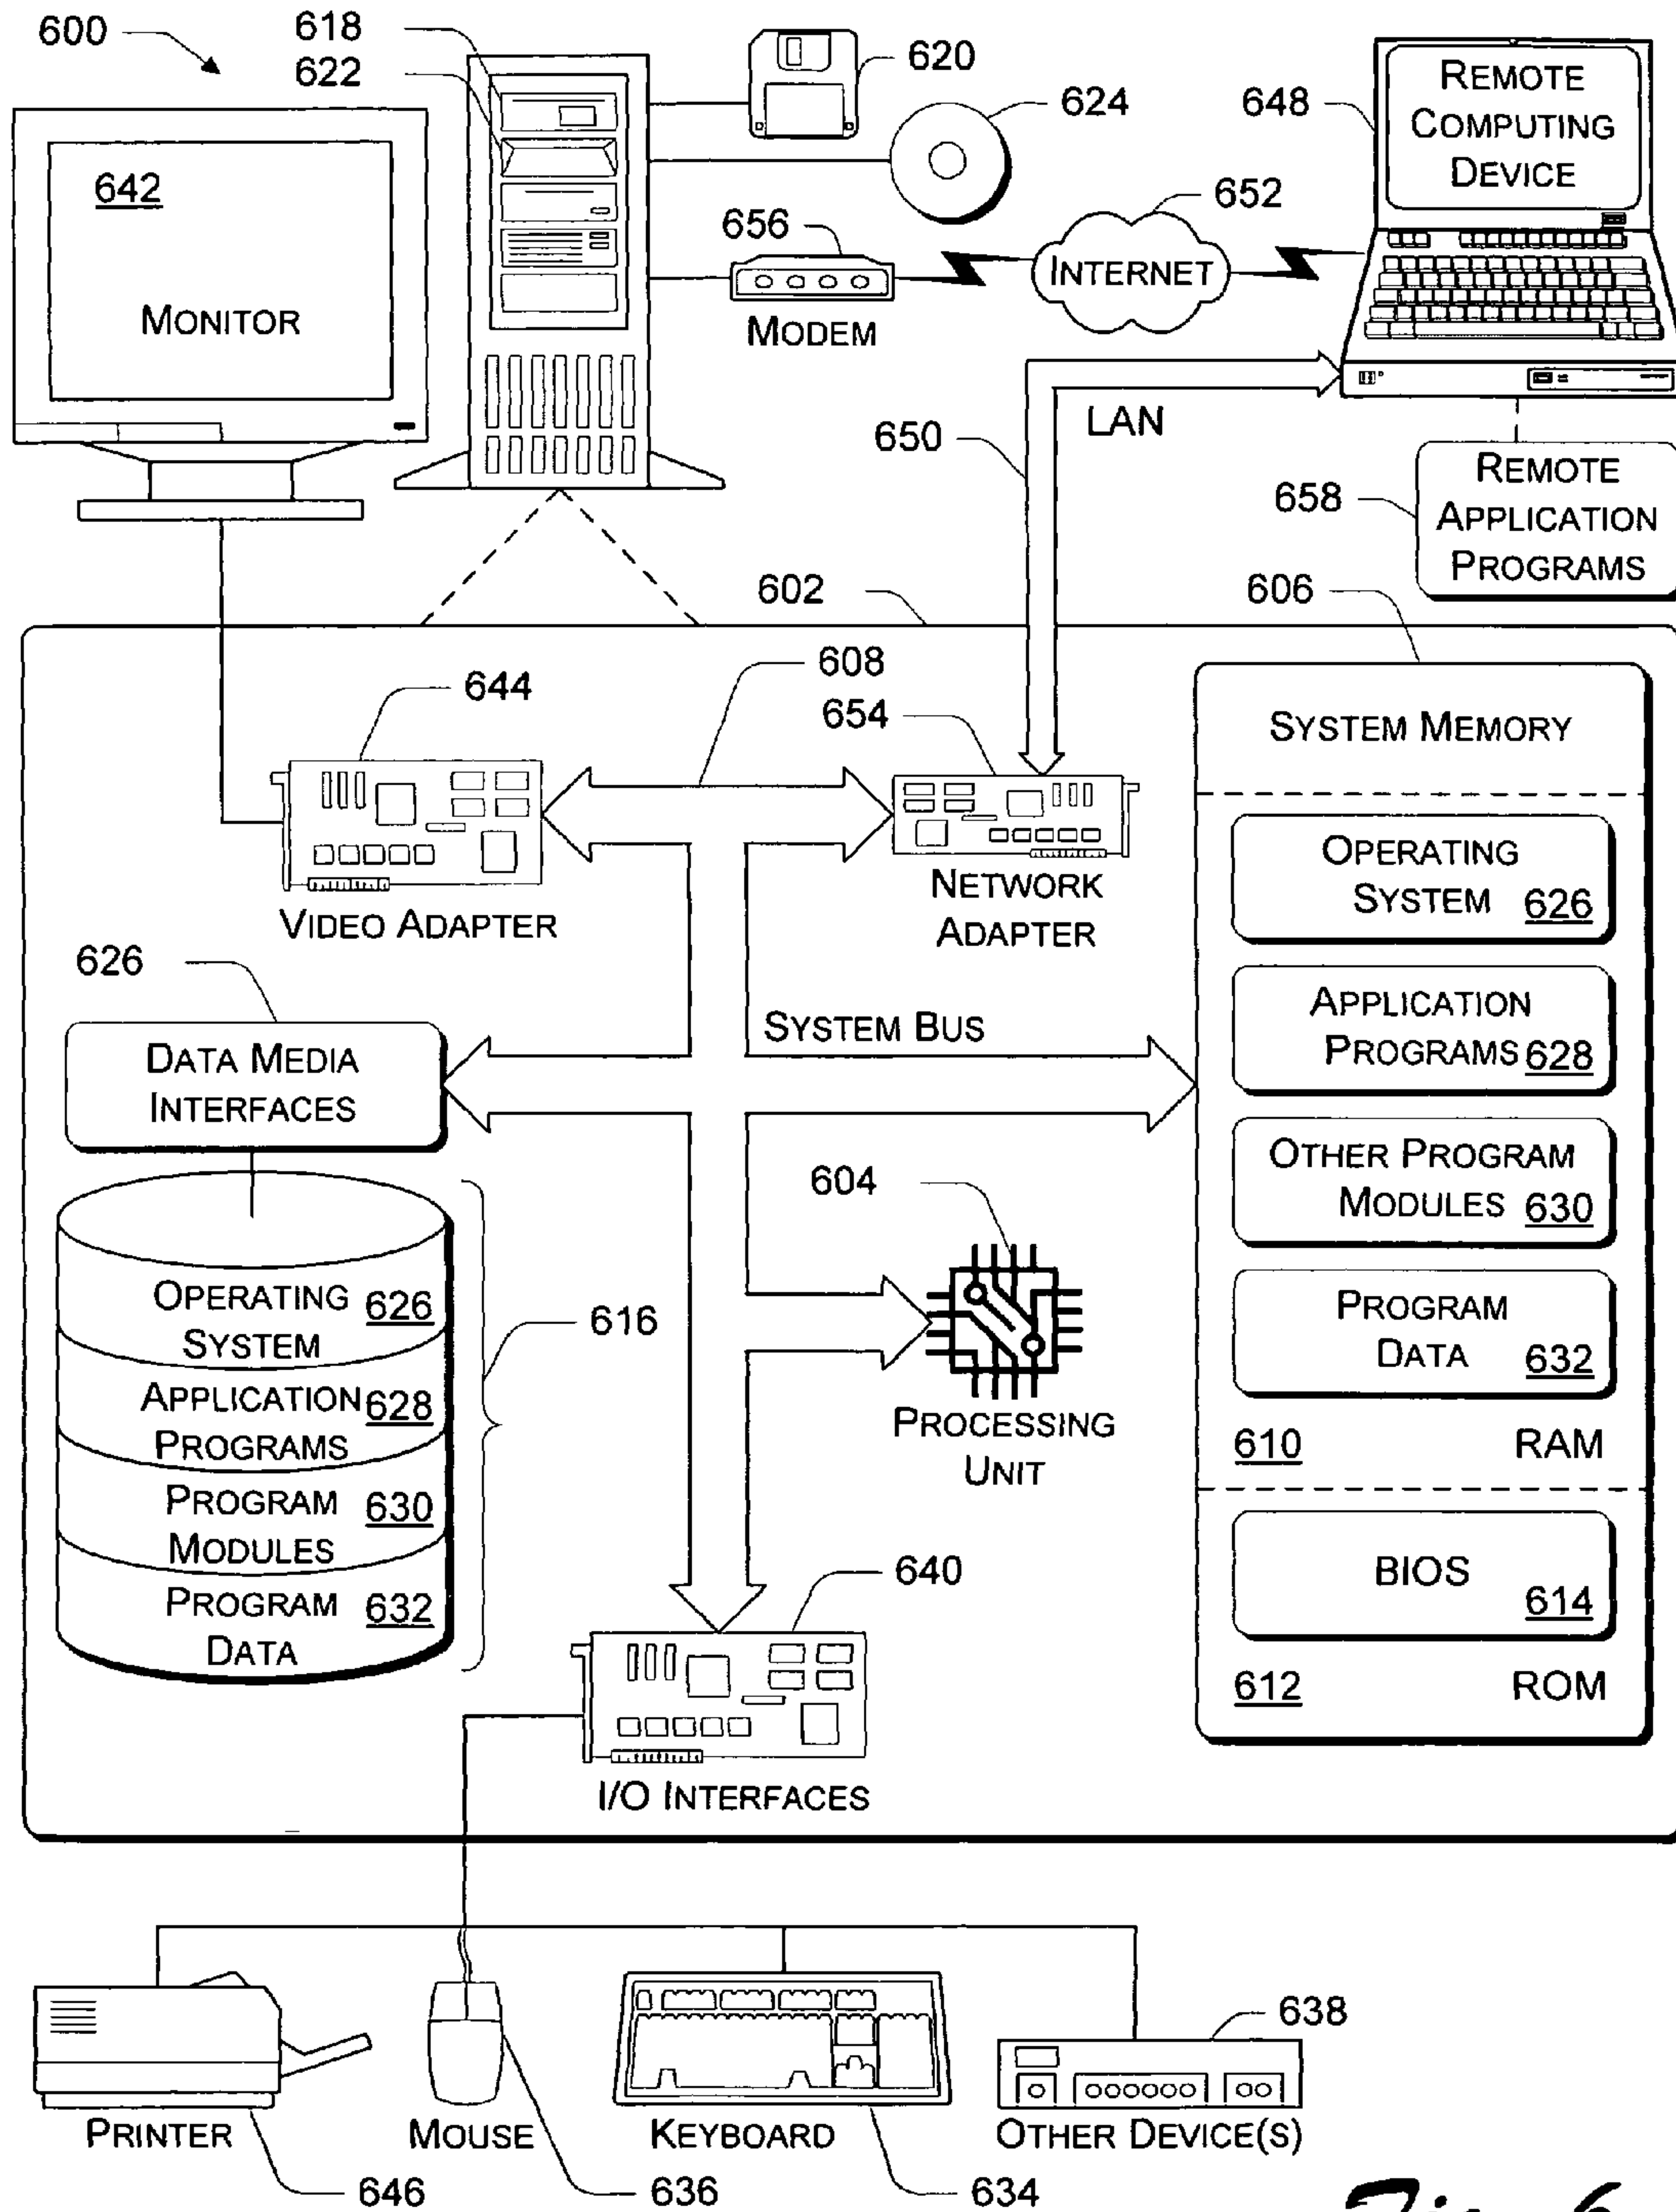 600
618
622
620
624
648
REMOTE
COMPUTING
DEVICE
642
MONITOR
656
MODEM
652
INTERNET
LAN
650
658
REMOTE
APPLICATION
PROGRAMS
602
606
608
644
654
VIDEO ADAPTER
NETWORK
ADAPTER
SYSTEM MEMORY
OPERATING
SYSTEM 626
APPLICATION
PROGRAMS 628
OTHER PROGRAM
MODULES 630
PROGRAM
DATA 632
610 RAM
BIOS
614
612 ROM
626
DATA MEDIA
INTERFACES
SYSTEM BUS
604
PROCESSING
UNIT
OPERATING 626
SYSTEM
APPLICATION 628
PROGRAMS
PROGRAM 630
MODULES
PROGRAM 632
DATA
616
640
I/O INTERFACES
PRINTER
646
MOUSE
636
KEYBOARD
634
638
OTHER DEVICE(S)
Fig. 6